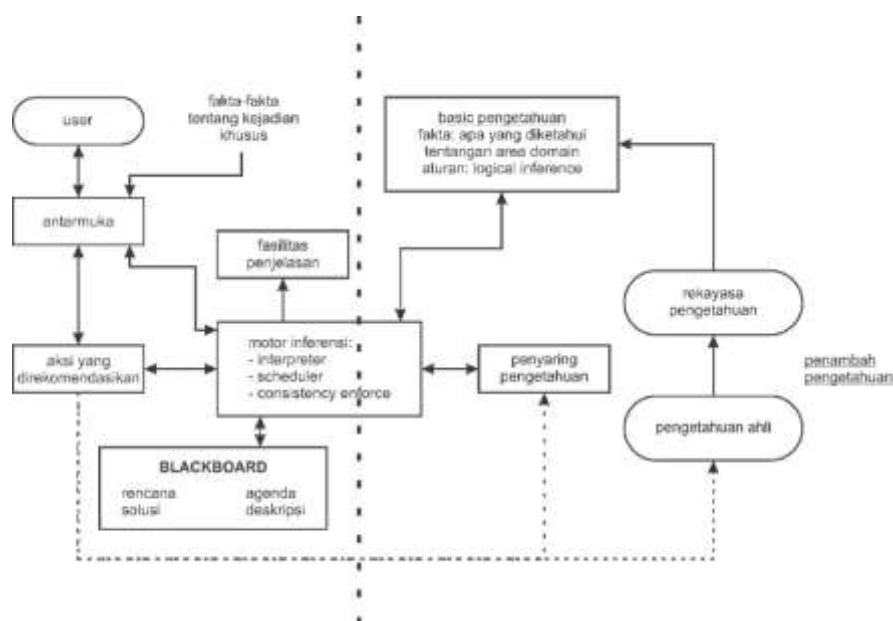 user
fakta-fakta
tentang kejadian
khusus
antarmuka
fasilitas
penjelasan
aksi yang
direkomendasikan
motor inferensi:
- interpreter
- scheduler
- consistency enforce
BLACKBOARD
rencana agenda
solusi deskripsi
basic pengetahuan
fakta: apa yang diketahui
tentangan area domain
aturan: logical inference
rekayasa
pengetahuan
penyaring
pengetahuan
penambah
pengetahuan
pengetahuan ahli